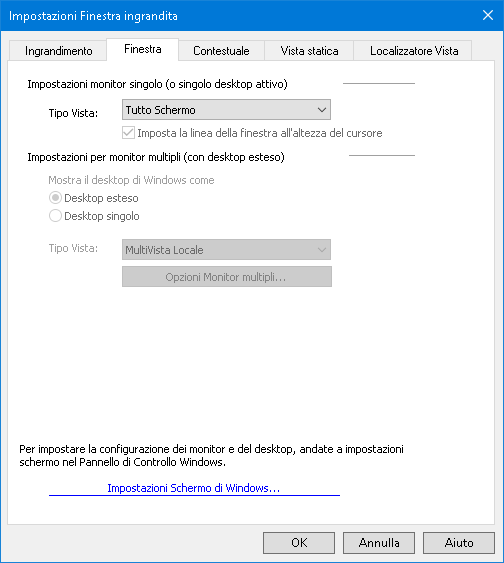 Impostazioni Finestra ingrandita
Ingrandimento
Finestra
Contestuale
Vista statica
Localizzatore Vista
Impostazioni monitor singolo (o singolo desktop attivo)
Tipo Vista:
Tutto Schermo
Imposta la linea della finestra all'altezza del cursore
Impostazioni per monitor multipli (con desktop esteso)
Mostra il desktop di Windows come
Desktop esteso
Desktop singolo
Tipo Vista:
MultiVista Locale
Opzioni Monitor multipli...
Per impostare la configurazione dei monitor e del desktop, andate a impostazioni
schermo nel Pannello di Controllo Windows.
Impostazioni Schermo di Windows...
OK
Annulla
Aiuto